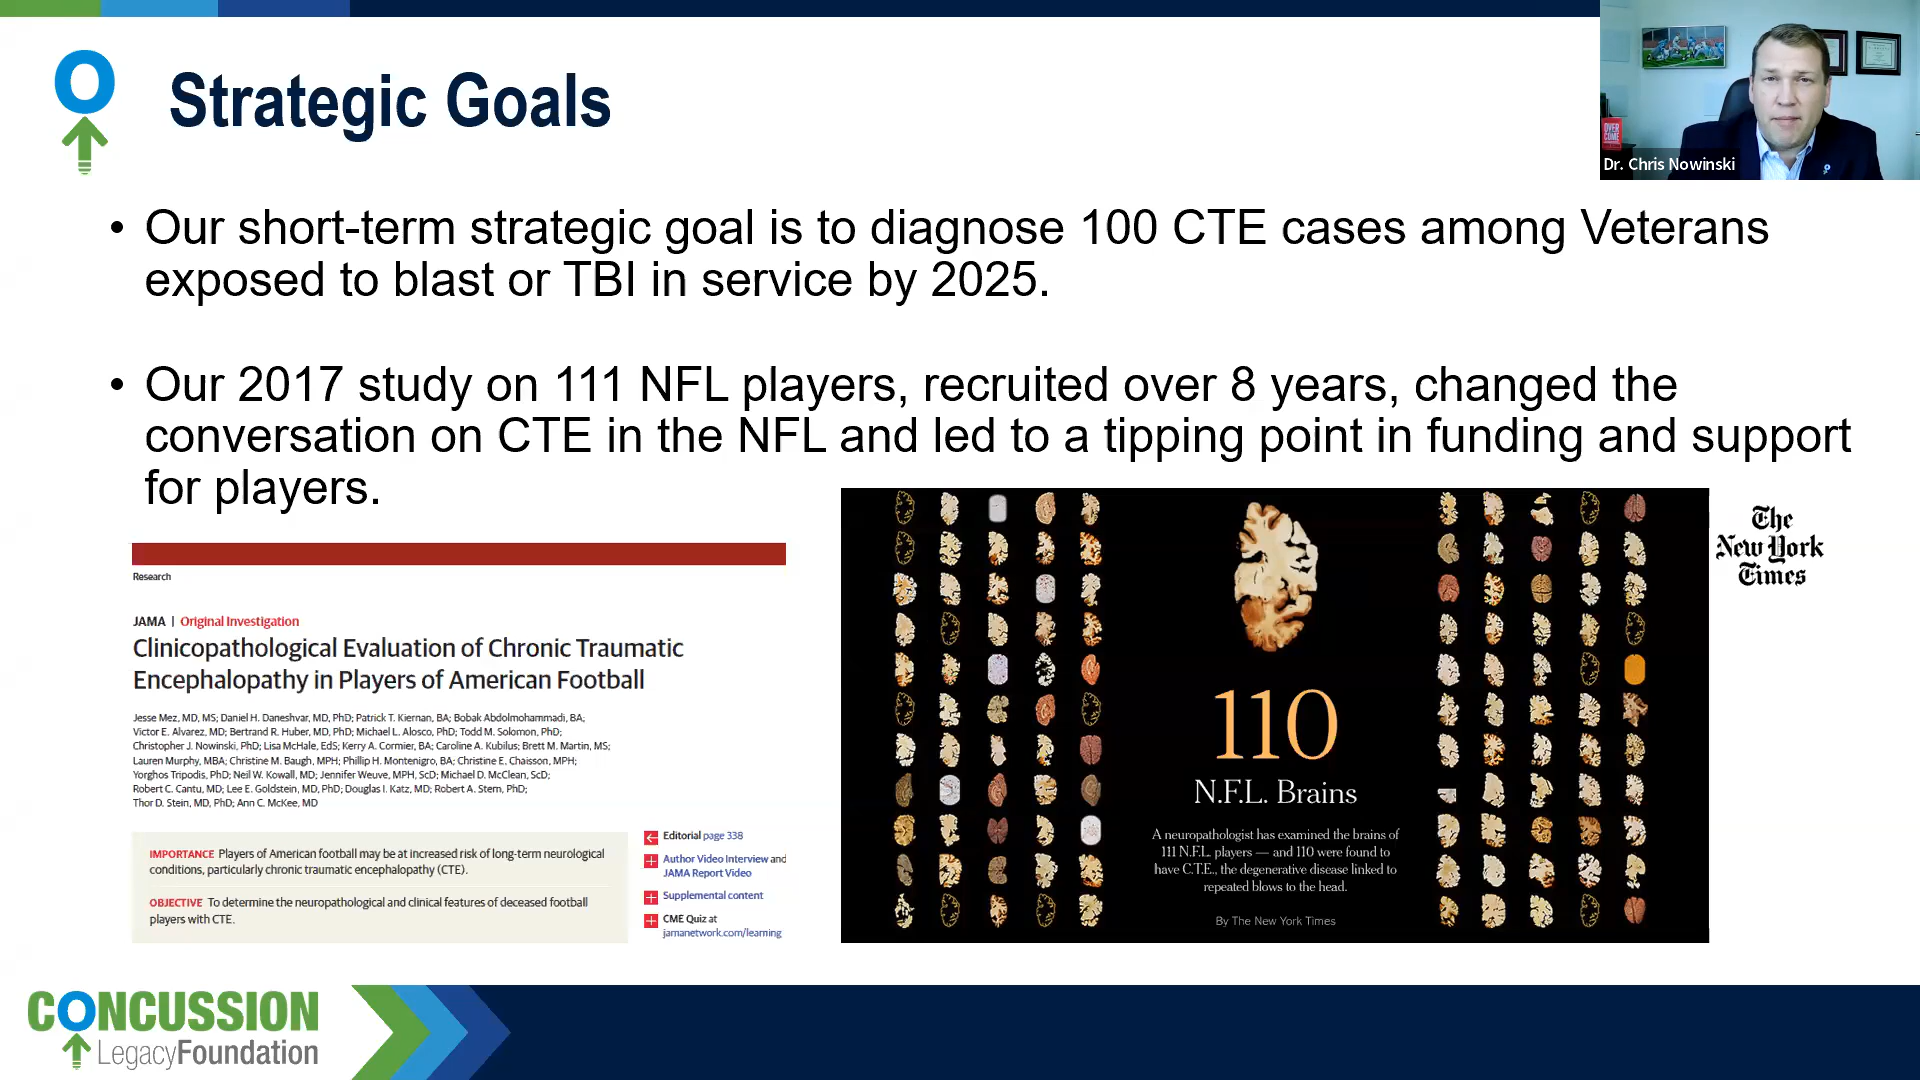 Strategic Goals
Dr. Chris Nowinski
OVER
COME
• Our short-term strategic goal is to diagnose 100 CTE cases among Veterans
exposed to blast or TBI in service by 2025.
• Our 2017 study on 111 NFL players, recruited over 8 years, changed the
conversation on CTE in the NFL and led to a tipping point in funding and support
for players.
Research
JAMA | Original Investigation
Clinicopathological Evaluation of Chronic Traumatic
Encephalopathy in Players of American Football
Jesse Mez, MD, MS; Daniel H. Daneshvar, MD, PhD; Patrick T. Kiernan, BA; Bobak Abdolmohammadi, BA;
Victor E. Alvarez, MD; Bertrand R. Huber, MD, PhD; Michael L. Alosco, PhD; Todd M. Solomon, PhD;
Christopher J. Nowinski, PhD; Lisa McHale, EdS; Kerry A. Cormier, BA; Caroline A. Kubilus; Brett M. Martin, MS;
Lauren Murphy, MBA; Christine M. Baugh, MPH; Phillip H. Montenigro, BA; Christine E. Chaisson, MPH;
Yorghos Tripodis, PhD; Neil W. Kowall, MD; Jennifer Weuve, MPH, ScD; Michael D. McClean, ScD;
Robert C. Cantu, MD; Lee E. Goldstein, MD, PhD; Douglas I. Katz, MD; Robert A. Stern, PhD;
Thor D. Stein, MD, PhD; Ann C. McKee, MD
IMPORTANCE Players of American football may be at increased risk of long-term neurological
conditions, particularly chronic traumatic encephalopathy (CTE).
OBJECTIVE To determine the neuropathological and clinical features of deceased football
players with CTE.
Editorial page 338
Author Video Interview and
JAMA Report Video
Supplemental content
CME Quiz at
jamanetwork.com/learning
110
N.F.L. Brains
A neuropathologist has examined the brains of
111 N.F.L. players — and 110 were found to
have C.T.E., the degenerative disease linked to
repeated blows to the head.
By The New York Times
The
New York
Times
CONCUSSION
LegacyFoundation